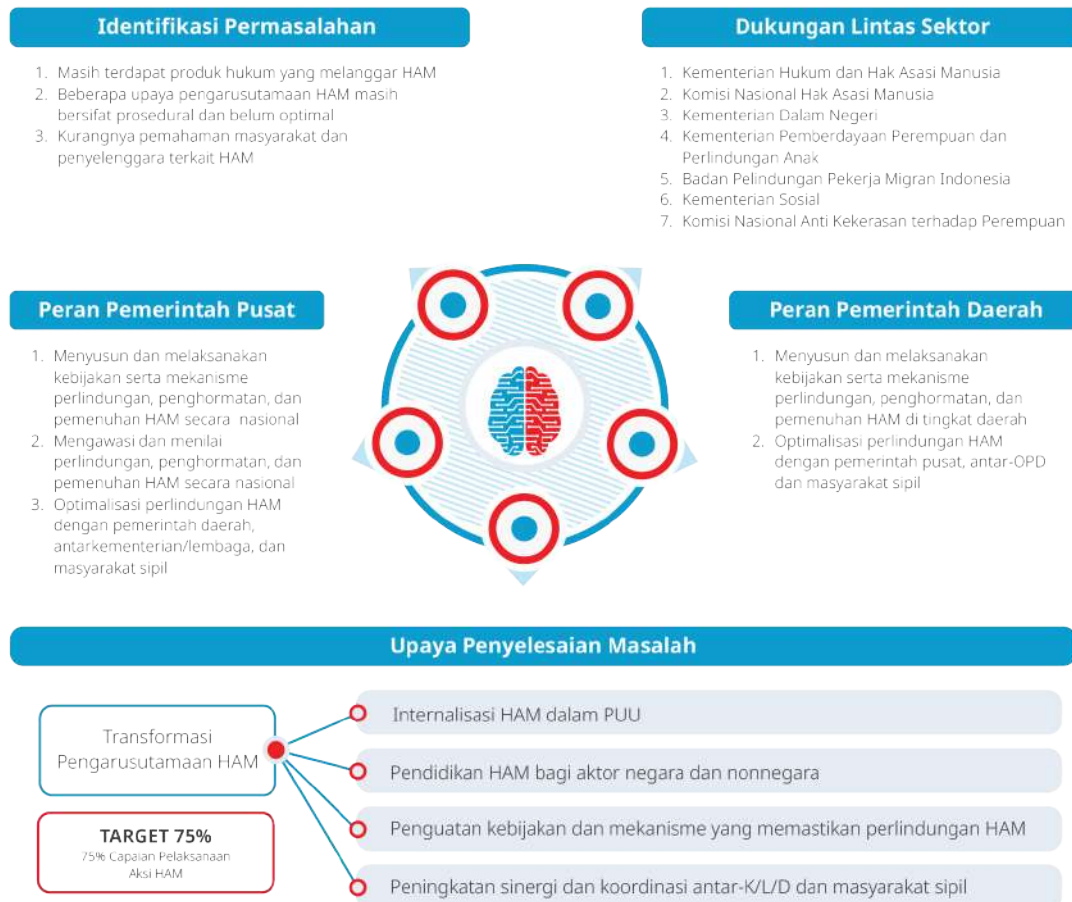 Identifikasi Permasalahan
1. Masih terdapat produk hukum yang melanggar HAM
2. Beberapa upaya pengarusutamaan HAM masih
bersifat prosedural dan belum optimal
3. Kurangnya pemahaman masyarakat dan
penyelenggara terkait HAM
Dukungan Lintas Sektor
1. Kementerian Hukum dan Hak Asasi Manusia
2. Komisi Nasional Hak Asasi Manusia
3. Kementerian Dalam Negeri
4. Kementerian Pemberdayaan Perempuan dan
Perlindungan Anak
5. Badan Pelindungan Pekerja Migran Indonesia
6. Kementerian Sosial
7. Komisi Nasional Anti Kekerasan terhadap Perempuan
Peran Pemerintah Pusat
1. Menyusun dan melaksanakan
kebijakan serta mekanisme
perlindungan, penghormatan, dan
pemenuhan HAM secara nasional
2. Mengawasi dan menilai
perlindungan, penghormatan, dan
pemenuhan HAM secara nasional
3. Optimalisasi perlindungan HAM
dengan pemerintah daerah,
antarkementerian/lembaga, dan
masyarakat sipil
Peran Pemerintah Daerah
1. Menyusun dan melaksanakan
kebijakan serta mekanisme
perlindungan, penghormatan, dan
pemenuhan HAM di tingkat daerah
2. Optimalisasi perlindungan HAM
dengan pemerintah pusat, antar-OPD
dan masyarakat sipil
Upaya Penyelesaian Masalah
Transformasi
Pengarusutamaan HAM
TARGET 75%
75% Capaian Pelaksanaan
Aksi HAM
Internalisasi HAM dalam PUU
Pendidikan HAM bagi aktor negara dan nonnegara
Penguatan kebijakan dan mekanisme yang memastikan perlindungan HAM
Peningkatan sinergi dan koordinasi antar-K/L/D dan masyarakat sipil